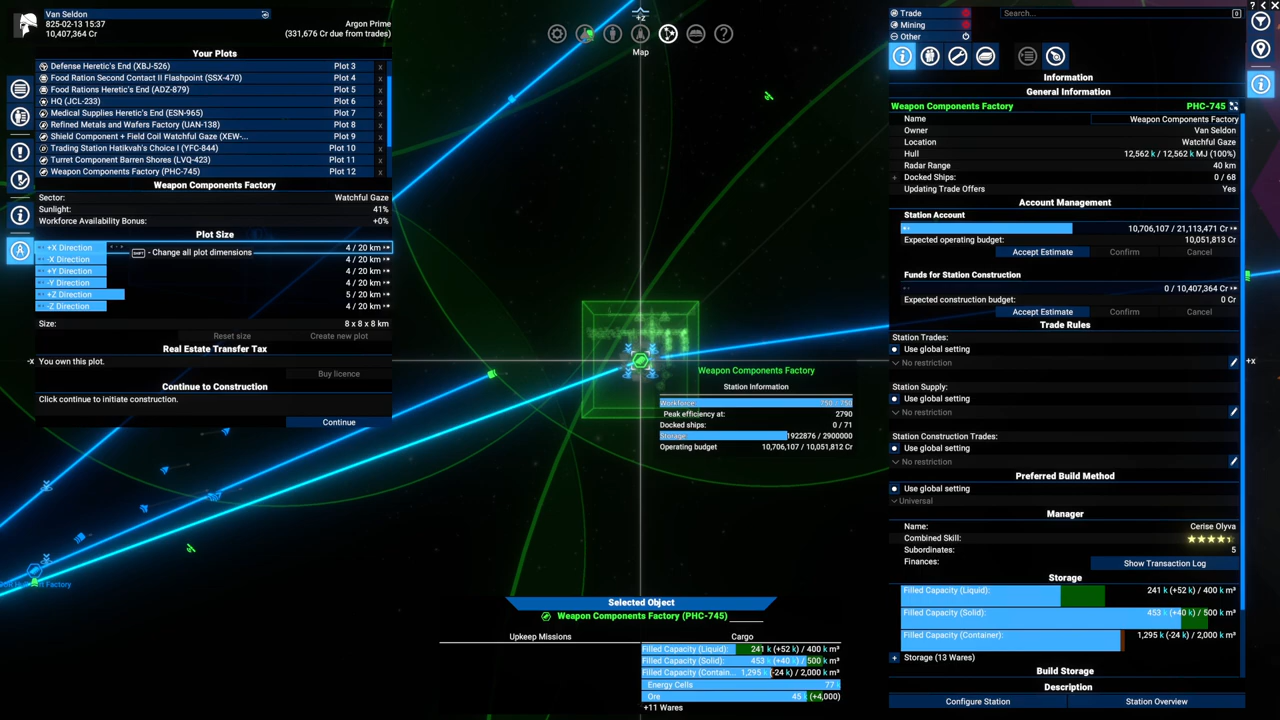 Van Seldon
825-02-13 15:37
10,407,364 Cr
Argon Prime
(331,676 Cr due from trades)
Your Plots
Defense Heretic's End (XBJ-526) Plot 3 x
Food Ration Second Contact II Flashpoint (SSX-470) Plot 4 x
Food Rations Heretic's End (ADZ-879) Plot 5 x
HQ (JCL-233) Plot 6 x
Medical Supplies Heretic's End (ESN-965) Plot 7 x
Refined Metals and Wafers Factory (UAN-138) Plot 8 x
Shield Component + Field Coil Watchful Gaze (XEW-... Plot 9 x
Trading Station Hatikvah's Choice I (YFC-844) Plot 10 x
Turret Component Barren Shores (LVQ-423) Plot 11 x
Weapon Components Factory (PHC-745) Plot 12 x
Weapon Components Factory
Sector: Watchful Gaze
Sunlight: 41%
Workforce Availability Bonus: +0%
Plot Size
+X Direction 4 / 20 km
-X Direction 4 / 20 km
+Y Direction 4 / 20 km
-Y Direction 4 / 20 km
+Z Direction 5 / 20 km
-Z Direction 4 / 20 km
SHIFT - Change all plot dimensions
Size: 8 x 8 x 8 km
Reset size Create new plot
Real Estate Transfer Tax
You own this plot.
Buy licence
Continue to Construction
Click continue to initiate construction.
Continue
+z
Map
-x
+x
Weapon Components Factory
Station Information
Workforce 750 / 750
Peak efficiency at: 2790
Docked ships: 0 / 71
Storage 1922876 / 2900000
Operating budget 10,706,107 / 10,051,812 Cr
Selected Object
Weapon Components Factory (PHC-745)
Upkeep Missions Cargo
Filled Capacity (Liquid): 241 k (+52 k) / 400 k m³
Filled Capacity (Solid): 453 k (+40 k) / 500 k m³
Filled Capacity (Contain... 1,295 k (-24 k) / 2,000 k m³
Energy Cells 77 k
Ore 45 k (+4,000)
+11 Wares
Trade
Mining
Other
Search...
? < x
Information
General Information
Weapon Components Factory PHC-745
Name Weapon Components Factory
Owner Van Seldon
Location Watchful Gaze
Hull 12,562 k / 12,562 k MJ (100%)
Radar Range 40 km
+ Docked Ships: 0 / 68
Updating Trade Offers Yes
Account Management
Station Account
10,706,107 / 21,113,471 Cr
Expected operating budget: 10,051,813 Cr
Accept Estimate Confirm Cancel
Funds for Station Construction
0 / 10,407,364 Cr
Expected construction budget: 0 Cr
Accept Estimate Confirm Cancel
Trade Rules
Station Trades:
Use global setting
No restriction
Station Supply:
Use global setting
No restriction
Station Construction Trades:
Use global setting
No restriction
Preferred Build Method
Use global setting
Universal
Manager
Name: Cerise Olyva
Combined Skill:
Subordinates: 5
Finances: Show Transaction Log
Storage
Filled Capacity (Liquid): 241 k (+52 k) / 400 k m³
Filled Capacity (Solid): 453 k (+40 k) / 500 k m³
Filled Capacity (Container): 1,295 k (-24 k) / 2,000 k m³
+ Storage (13 Wares)
Build Storage
Description
Configure Station Station Overview